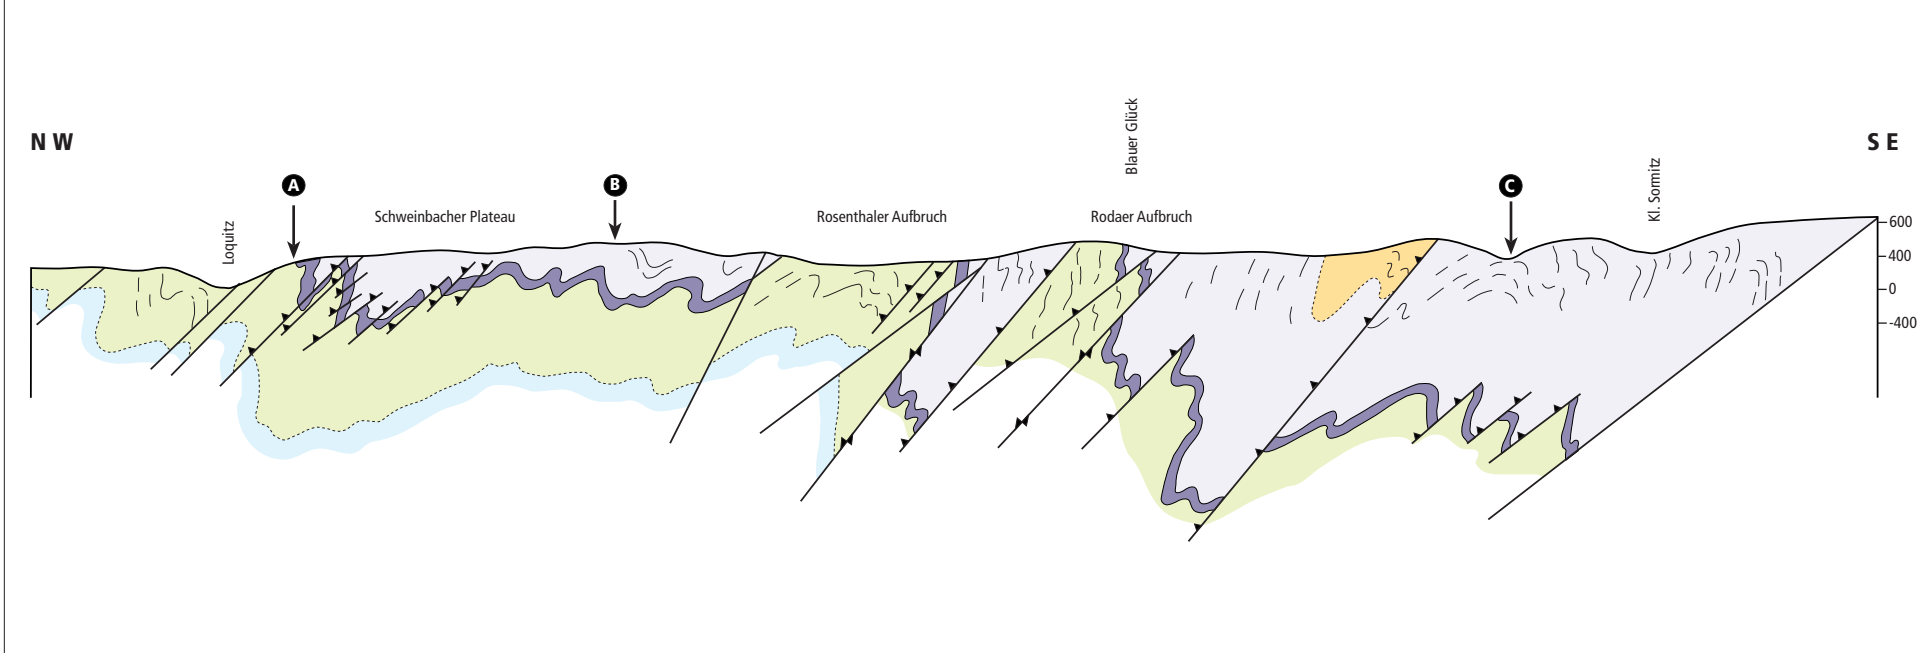 Blauer Glück
N W
S E
A
B
C
Kl. Sormitz
Schweinbacher Plateau
Rosenthaler Aufbruch
Rodaer Aufbruch
Loquitz
600
400
0
-400